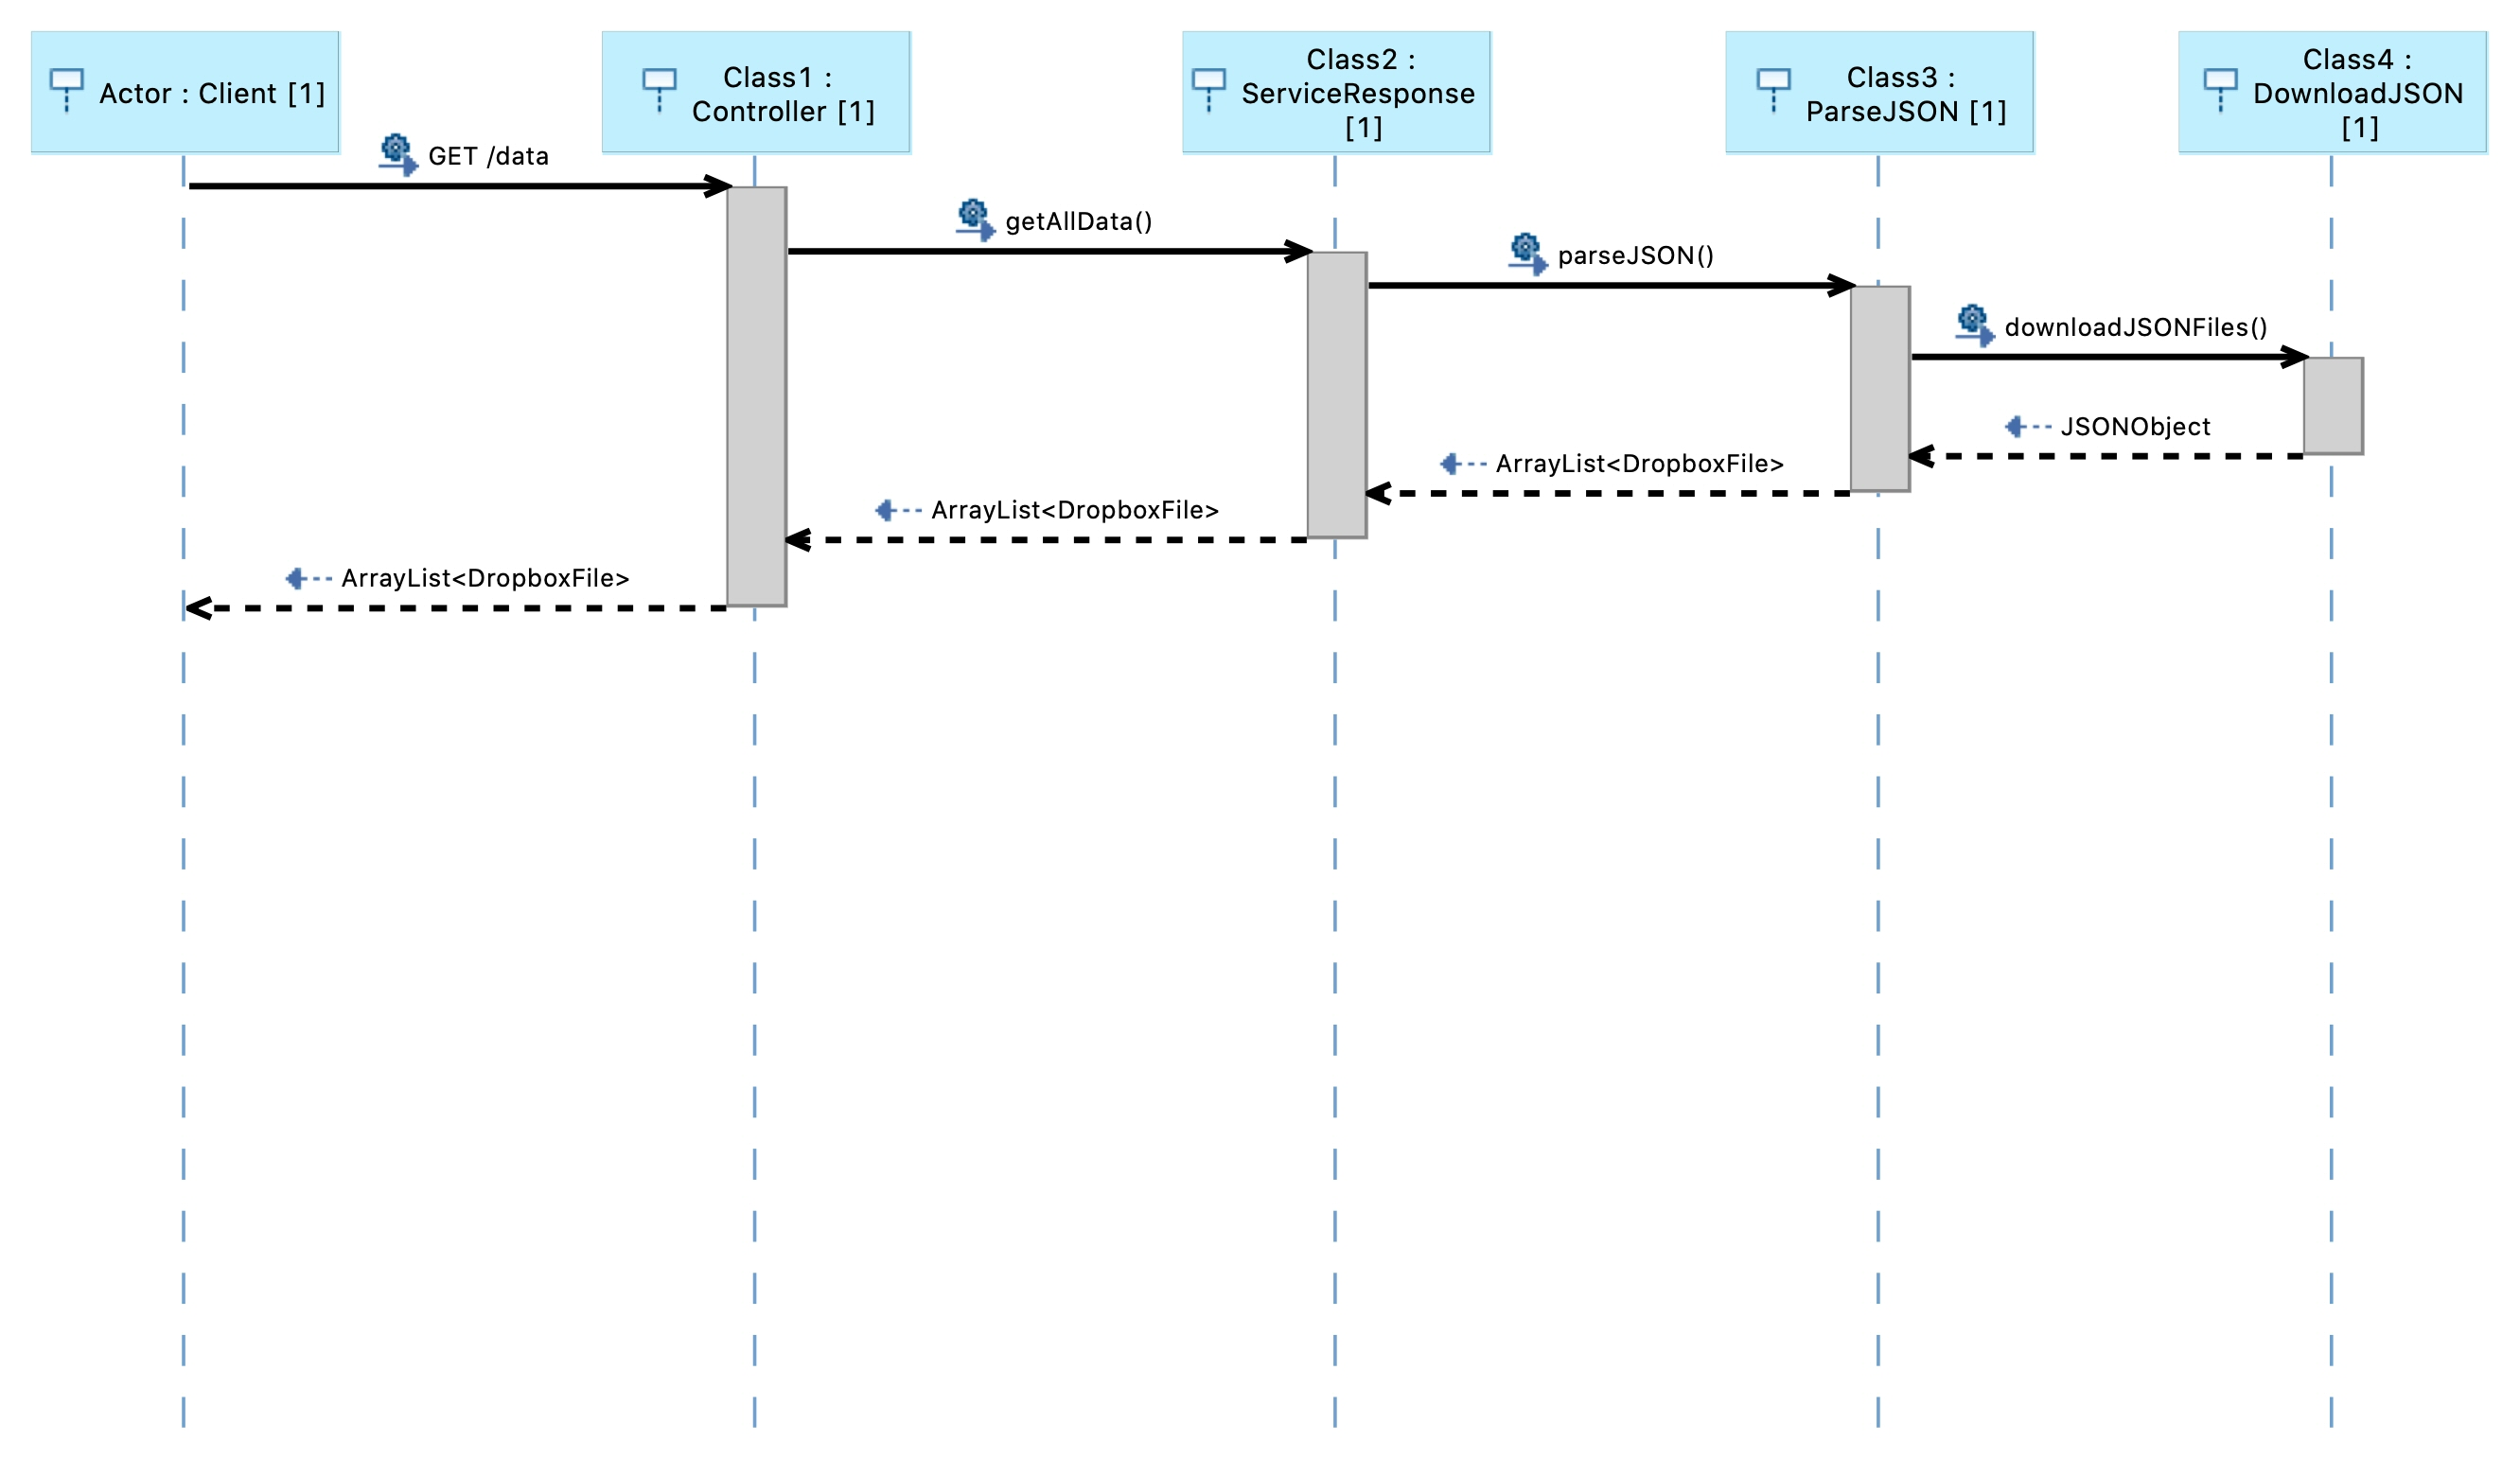 Actor : Client [1]
Class1 :
Controller [1]
Class2 :
ServiceResponse
[1]
Class3 :
ParseJSON [1]
Class4 :
DownloadJSON
[1]
GET /data
getAllData()
parseJSON()
downloadJSONFiles()
JSONObject
ArrayList<DropboxFile>
ArrayList<DropboxFile>
ArrayList<DropboxFile>